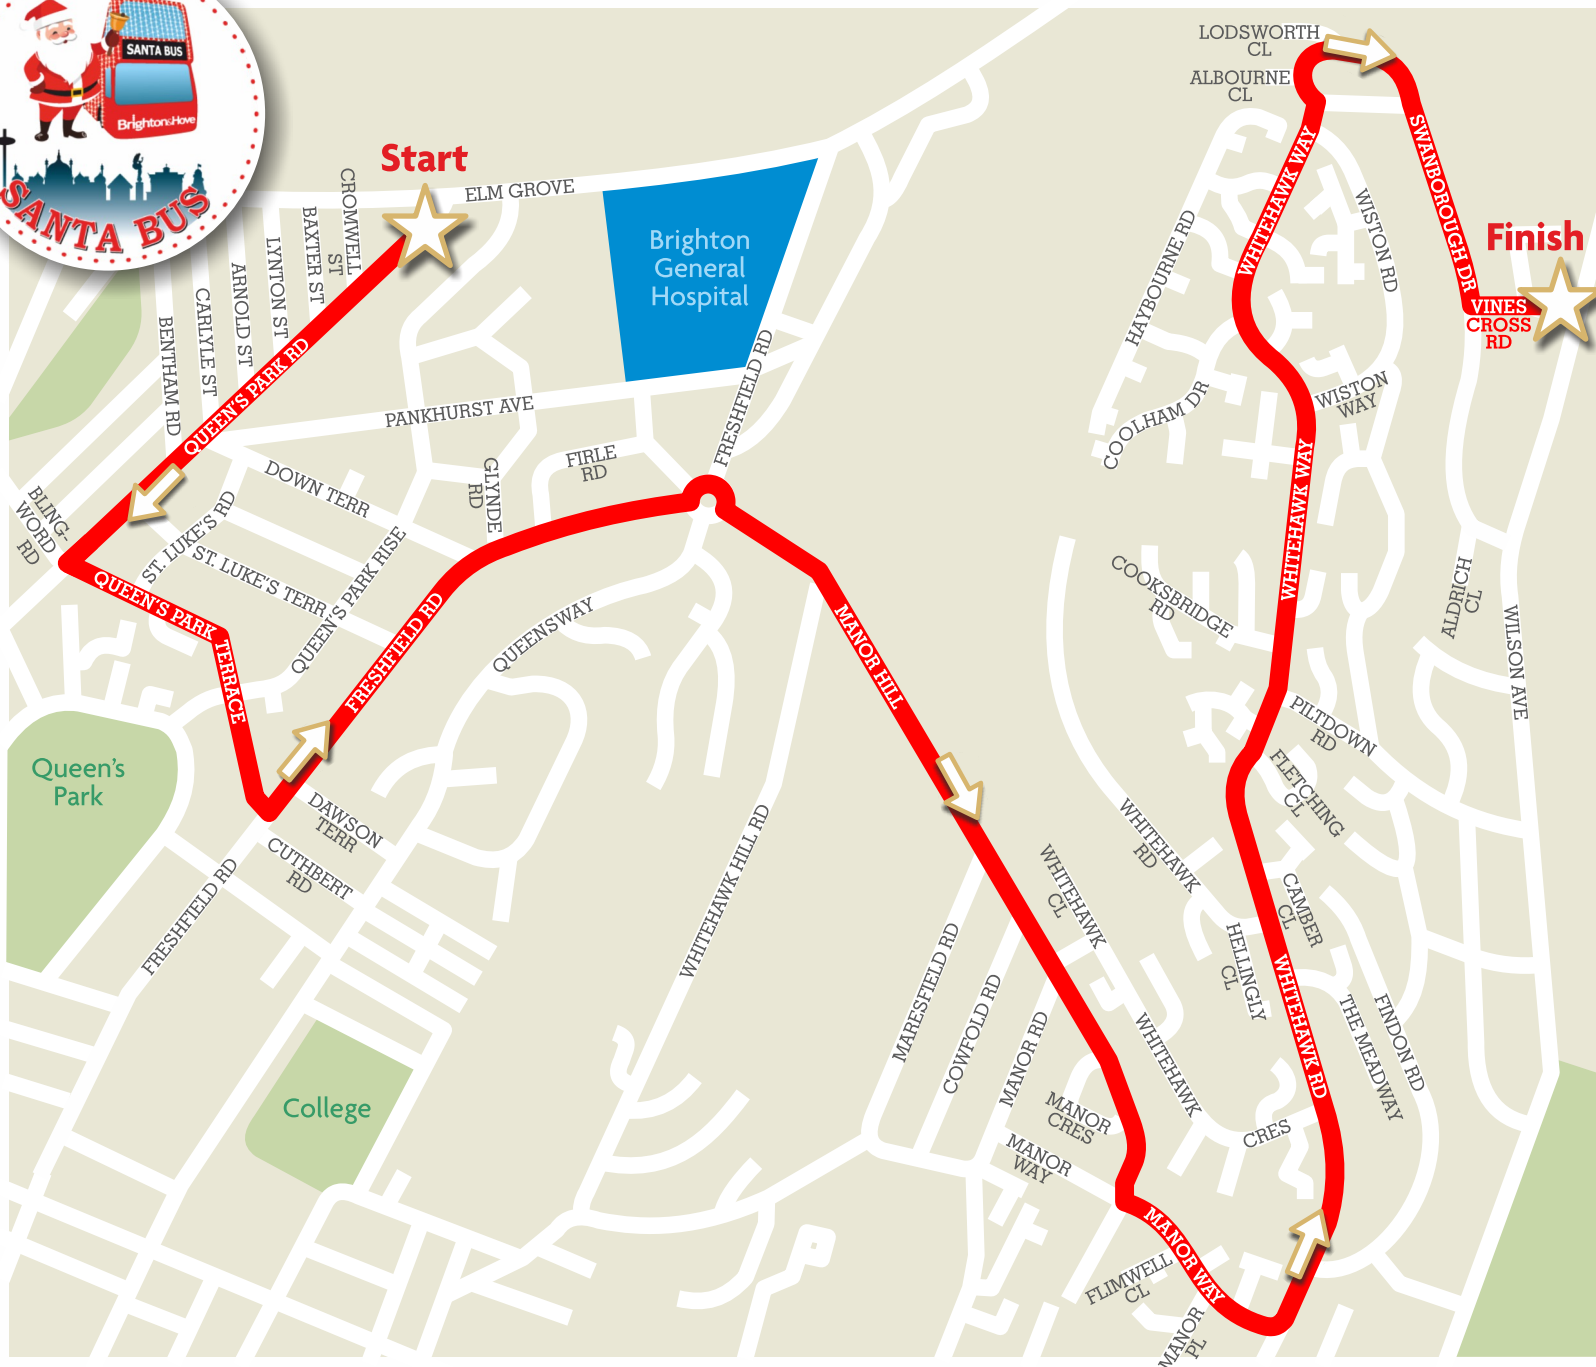 SANTA BUS
Brighton&Hove
SANTA BUS
Start
ELM GROVE
CROMWELL
ST
BAXTER ST
LYNTON ST
ARNOLD ST
CARLYLE ST
BENTHAM RD
QUEEN'S PARK RD
Brighton
General
Hospital
PANKHURST AVE
FRESHFIELD RD
FIRLE
RD
GLYNDE
RD
DOWN TERR
BLING-
WORD
RD
ST. LUKE'S RD
ST. LUKE'S TERR
QUEEN'S PARK RISE
QUEEN'S PARK TERRACE
FRESHFIELD RD
QUEENSWAY
Queen's
Park
DAWSON
TERR
CUTHBERT
RD
FRESHFIELD RD
College
WHITEHAWK HILL RD
MANOR HILL
MARESFIELD RD
COWFOLD RD
MANOR RD
WHITEHAWK
CL
MANOR
CRES
MANOR
WAY
WHITEHAWK
CRES
MANOR WAY
FLIMWELL
CL
MANOR
PL
WHITEHAWK RD
HELLINGLY
CL
CAMBER
CL
THE MEADWAY
FINDON RD
WHITEHAWK
RD
FLETCHING
CL
PILTDOWN
RD
COOKSBRIDGE
RD
WHITEHAWK WAY
ALDRICH
CL
WILSON AVE
COOLHAM DR
WISTON
WAY
HAYBOURNE RD
WHITEHAWK WAY
WISTON RD
LODSWORTH
CL
ALBOURNE
CL
SWANBOROUGH DR
Finish
VINES
CROSS
RD